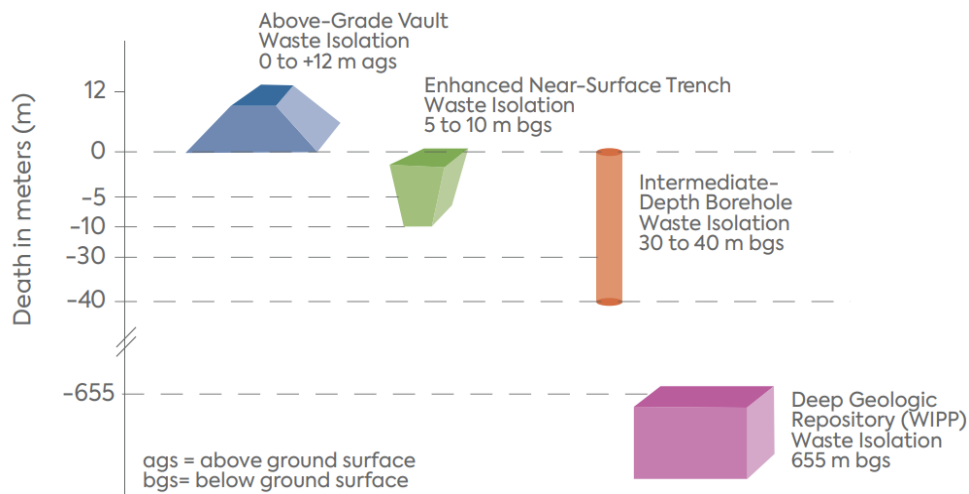 Above-Grade Vault
Waste Isolation
0 to +12 m ags
Enhanced Near-Surface Trench
Waste Isolation
5 to 10 m bgs
Intermediate-
Depth Borehole
Waste Isolation
30 to 40 m bgs
Deep Geologic
Repository (WIPP)
Waste Isolation
655 m bgs
Death in meters (m)
12
0
-5
-10
-30
-40
-655
ags = above ground surface
bgs= below ground surface